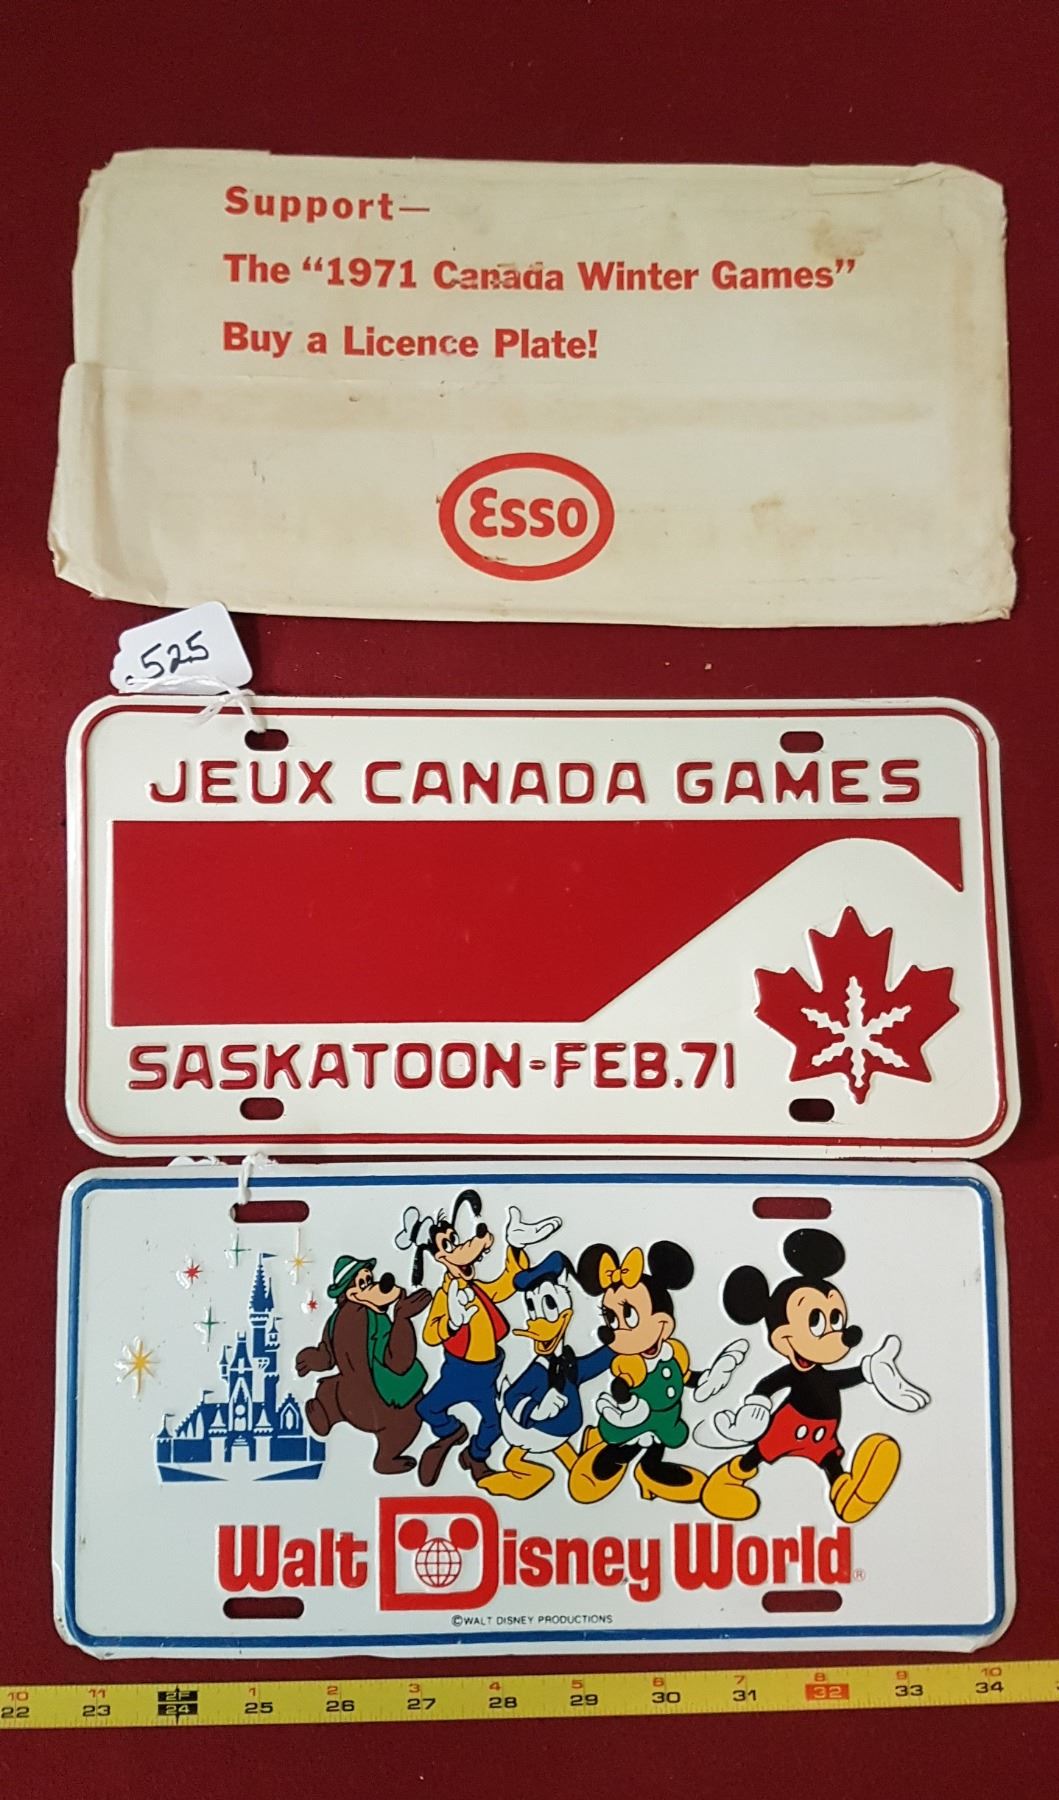 Support—
The “1971 Canada Winter Games”
Buy a Licence Plate!
Esso
.525
JEUX CANADA GAMES
SASKATOON-FEB.71
Walt Disney World®
©WALT DISNEY PRODUCTIONS
10 11 2F 1 2 3 4 5 6 7 8 9 10
22 23 24 25 26 27 28 29 30 31 32 33 34